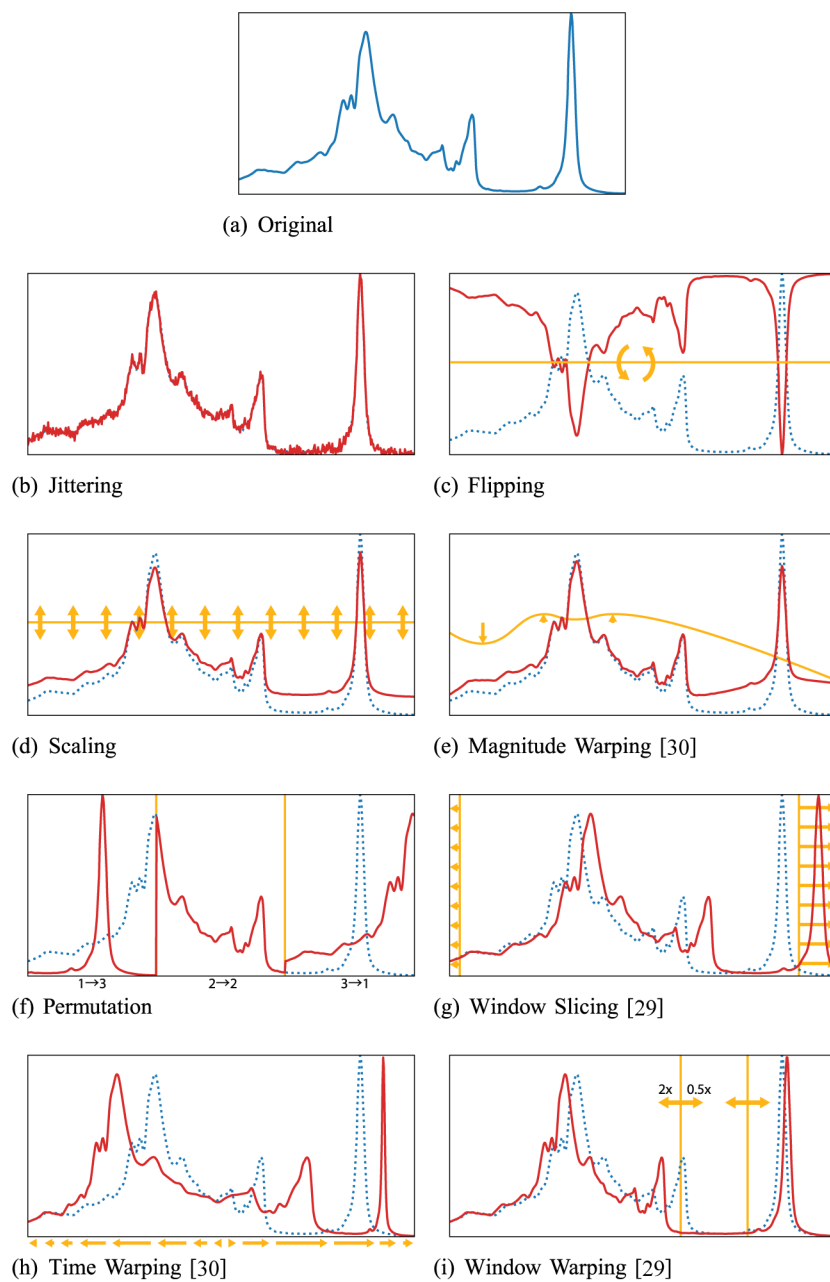 (a) Original
(b) Jittering
(c) Flipping
(d) Scaling
(e) Magnitude Warping [30]
1→3 2→2 3→1
(f) Permutation
(g) Window Slicing [29]
2x 0.5x
(h) Time Warping [30]
(i) Window Warping [29]